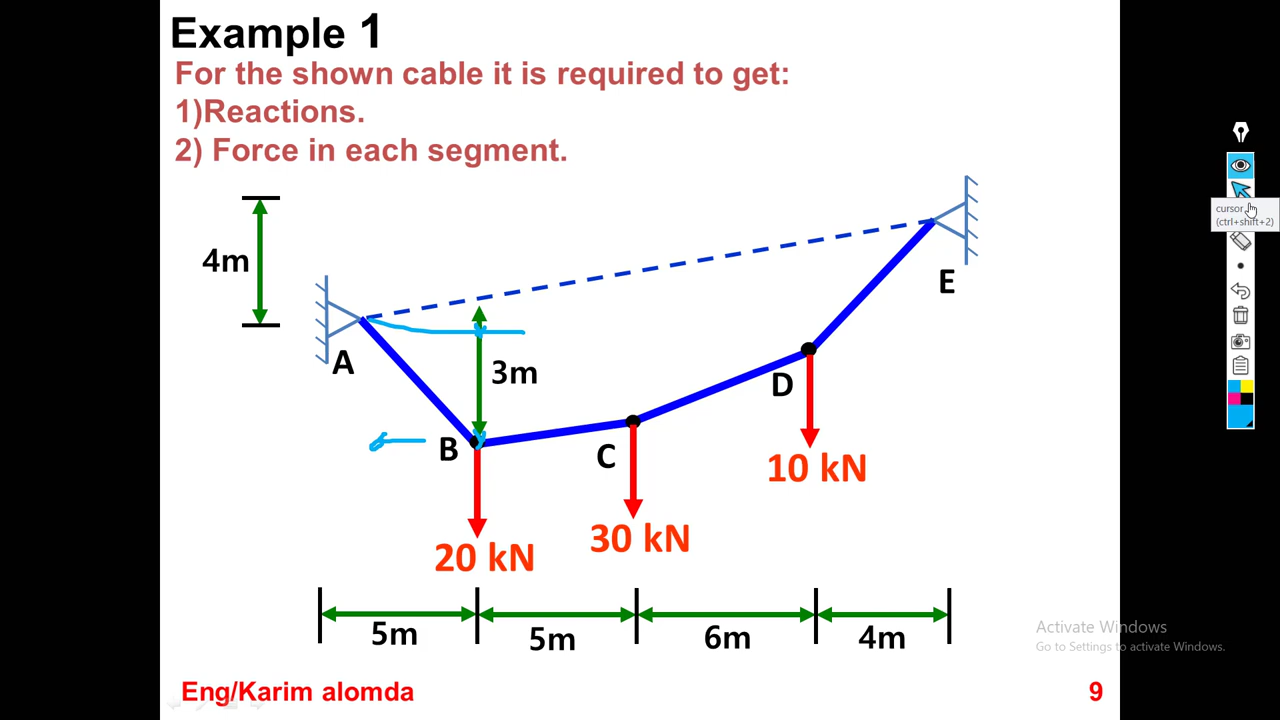 Example 1
For the shown cable it is required to get:
1)Reactions.
2) Force in each segment.
cursor
(ctrl+shift+2)
4m
E
A
3m
D
B
C
10 kN
30 kN
20 kN
5m
5m
6m
4m
Activate Windows
Go to Settings to activate Windows.
Eng/Karim alomda
9